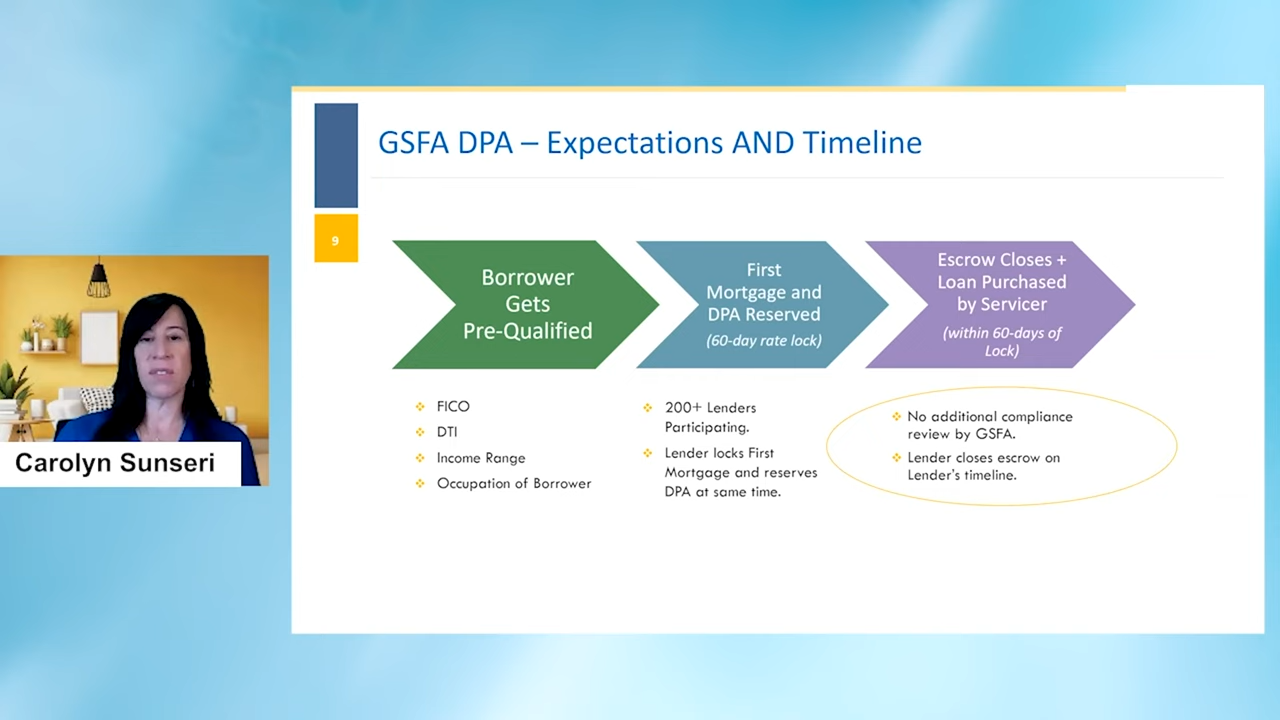 GSFA DPA – Expectations AND Timeline
9
Borrower
Gets
Pre-Qualified
First
Mortgage and
DPA Reserved
(60-day rate lock)
Escrow Closes +
Loan Purchased
by Servicer
(within 60-days of
Lock)
FICO
DTI
Income Range
Occupation of Borrower
200+ Lenders
Participating.
Lender locks First
Mortgage and reserves
DPA at same time.
No additional compliance
review by GSFA.
Lender closes escrow on
Lender's timeline.
Carolyn Sunseri